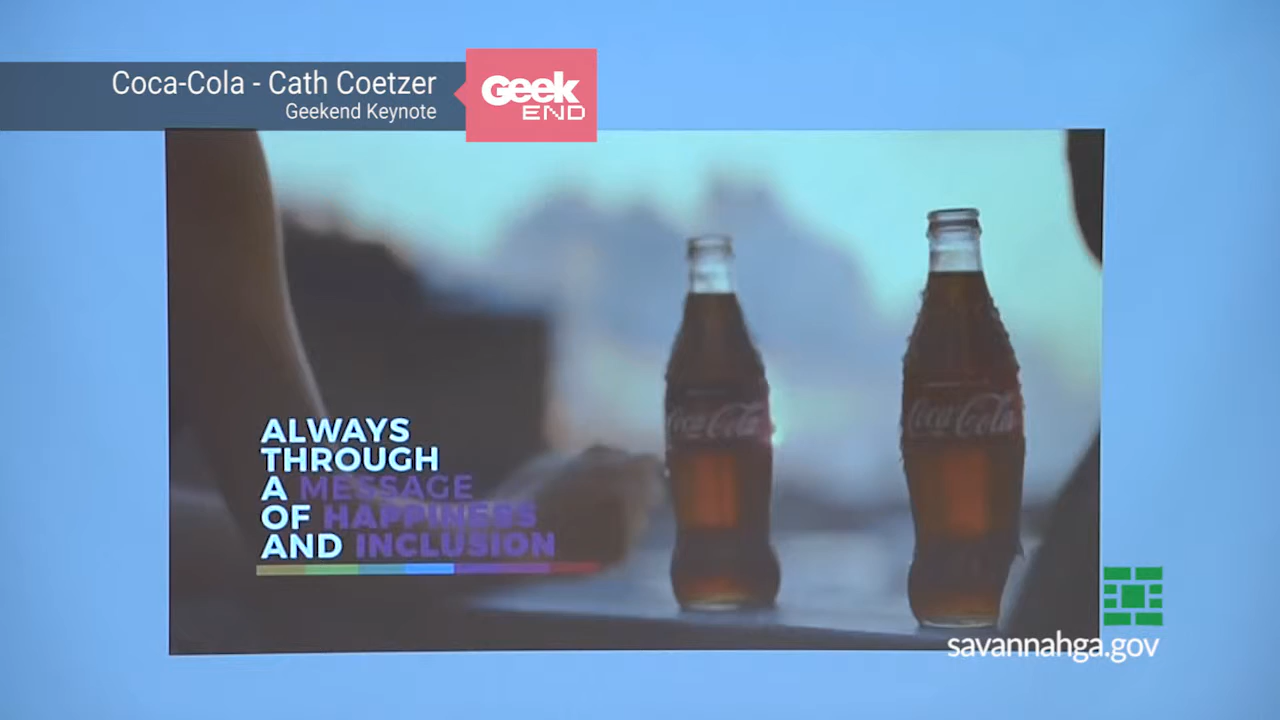 Coca-Cola - Cath Coetzer
Geekend Keynote
Geek
END
ALWAYS
THROUGH
A MESSAGE
OF HAPPINESS
AND INCLUSION
Coca-Cola
Coca-Cola
savannahga.gov